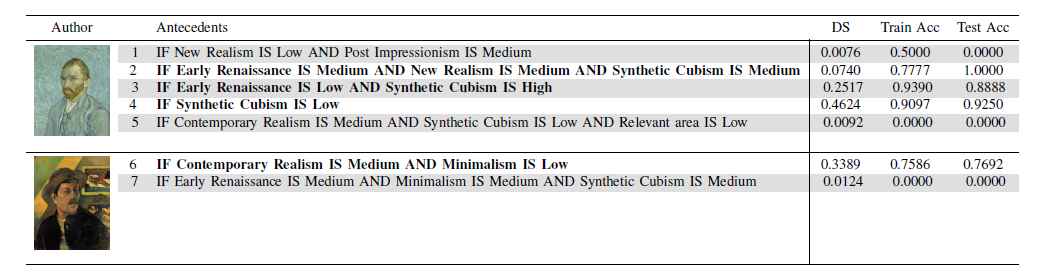 Author Antecedents DS Train Acc Test Acc
1 IF New Realism IS Low AND Post Impressionism IS Medium 0.0076 0.5000 0.0000
2 IF Early Renaissance IS Medium AND New Realism IS Medium AND Synthetic Cubism IS Medium 0.0740 0.7777 1.0000
3 IF Early Renaissance IS Low AND Synthetic Cubism IS High 0.2517 0.9390 0.8888
4 IF Synthetic Cubism IS Low 0.4624 0.9097 0.9250
5 IF Contemporary Realism IS Medium AND Synthetic Cubism IS Low AND Relevant area IS Low 0.0092 0.0000 0.0000
6 IF Contemporary Realism IS Medium AND Minimalism IS Low 0.3389 0.7586 0.7692
7 IF Early Renaissance IS Medium AND Minimalism IS Medium AND Synthetic Cubism IS Medium 0.0124 0.0000 0.0000